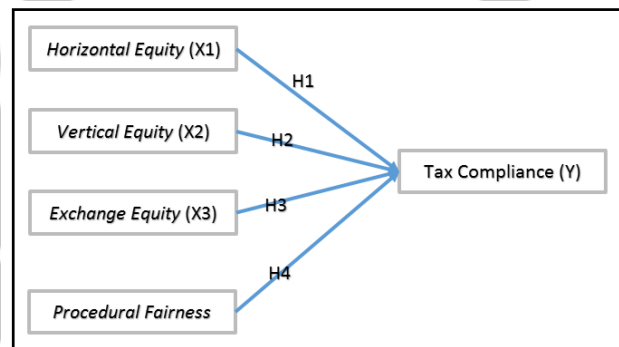 Horizontal Equity (X1)
H1
Vertical Equity (X2)
H2
Tax Compliance (Y)
Exchange Equity (X3)
H3
H4
Procedural Fairness